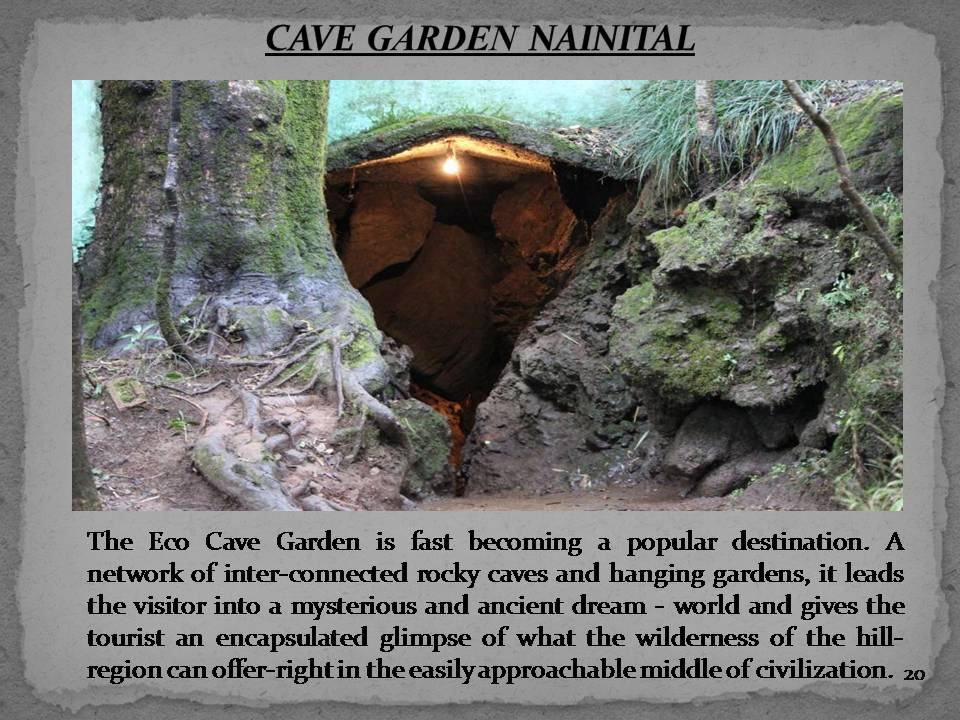 CAVE GARDEN NAINITAL
The Eco Cave Garden is fast becoming a popular destination. A
network of inter-connected rocky caves and hanging gardens, it leads
the visitor into a mysterious and ancient dream - world and gives the
tourist an encapsulated glimpse of what the wilderness of the hill-
region can offer-right in the easily approachable middle of civilization.
20